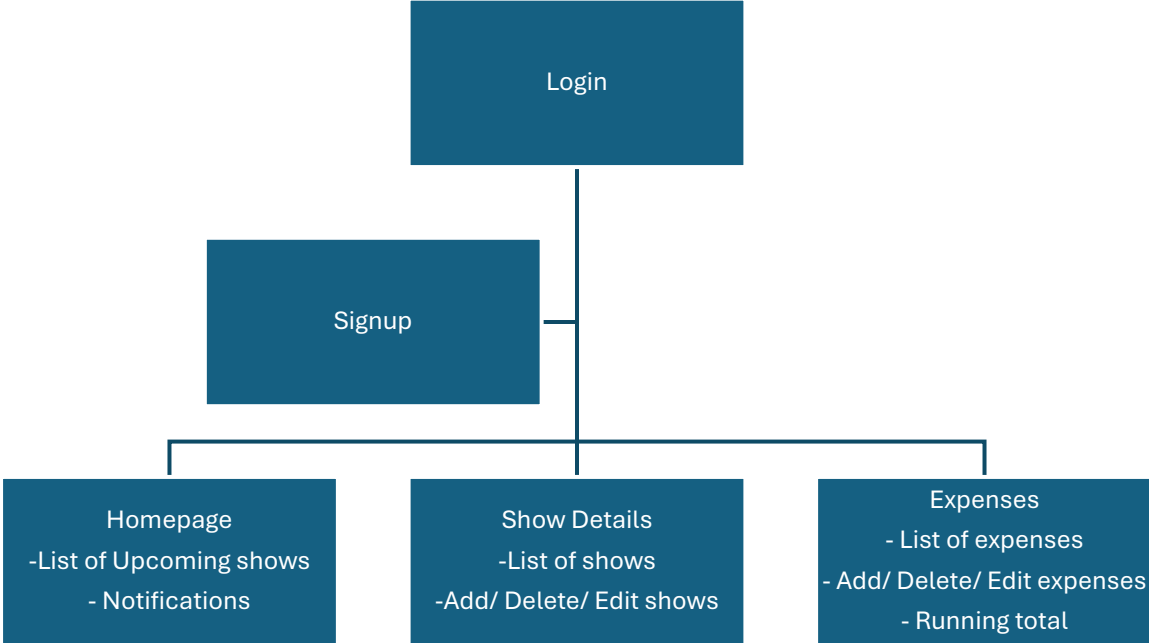 Login
Signup
Homepage
-List of Upcoming shows
- Notifications
Show Details
-List of shows
-Add/ Delete/ Edit shows
Expenses
- List of expenses
- Add/ Delete/ Edit expenses
- Running total